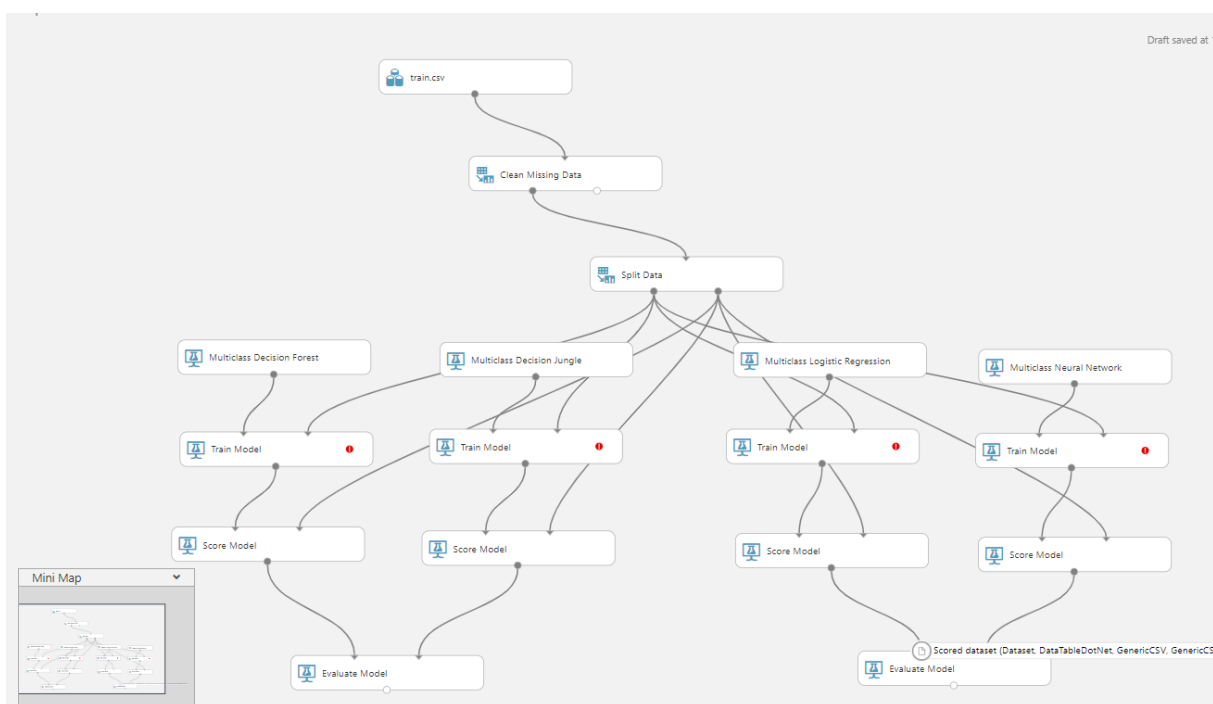 Draft saved at
train.csv
Clean Missing Data
Split Data
Multiclass Decision Forest
Multiclass Decision Jungle
Multiclass Logistic Regression
Multiclass Neural Network
Train Model
Train Model
Train Model
Train Model
Score Model
Score Model
Score Model
Score Model
Mini Map
Scored dataset (Dataset, DataTableDotNet, GenericCSV, GenericCS
Evaluate Model
Evaluate Model